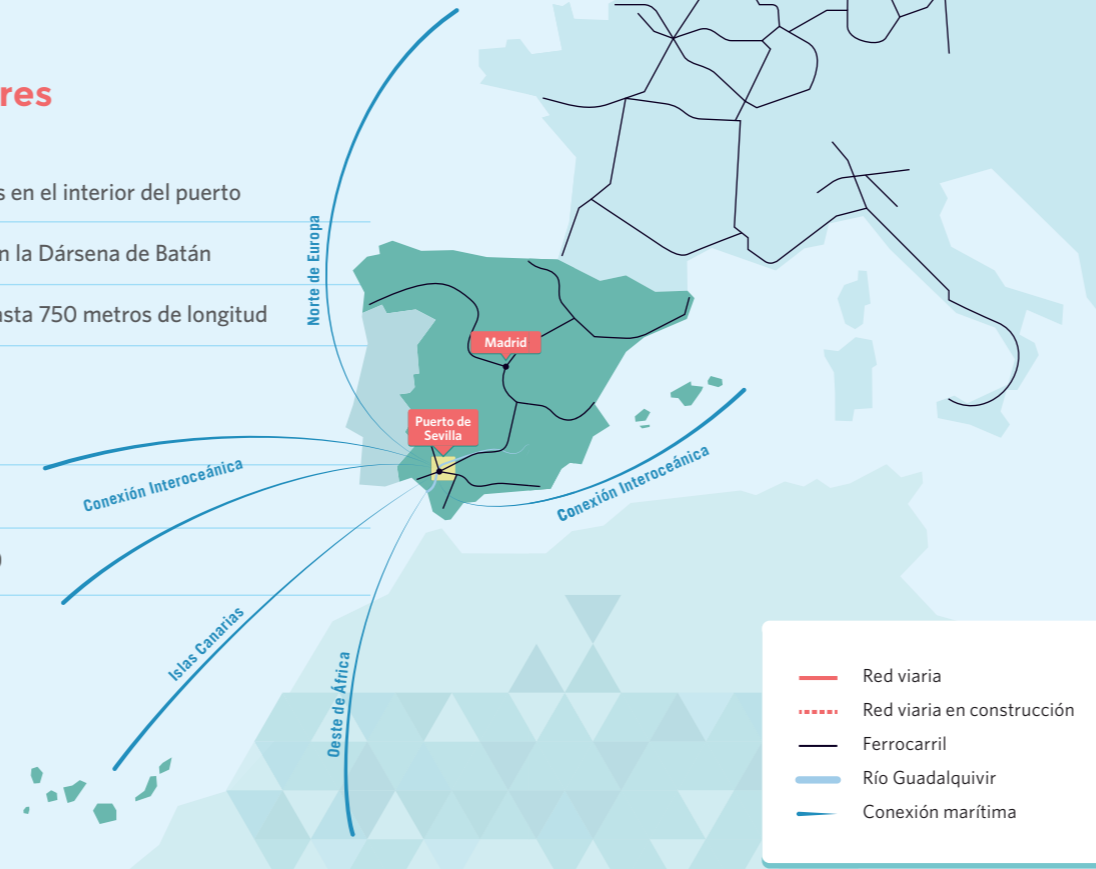 res
s en el interior del puerto
n la Dársena de Batán
asta 750 metros de longitud
Norte de Europa
Madrid
Puerto de
Sevilla
Conexión Interoceánica
Conexión Interoceánica
Islas Canarias
Oeste de África
Red viaria
Red viaria en construcción
Ferrocarril
Río Guadalquivir
Conexión marítima